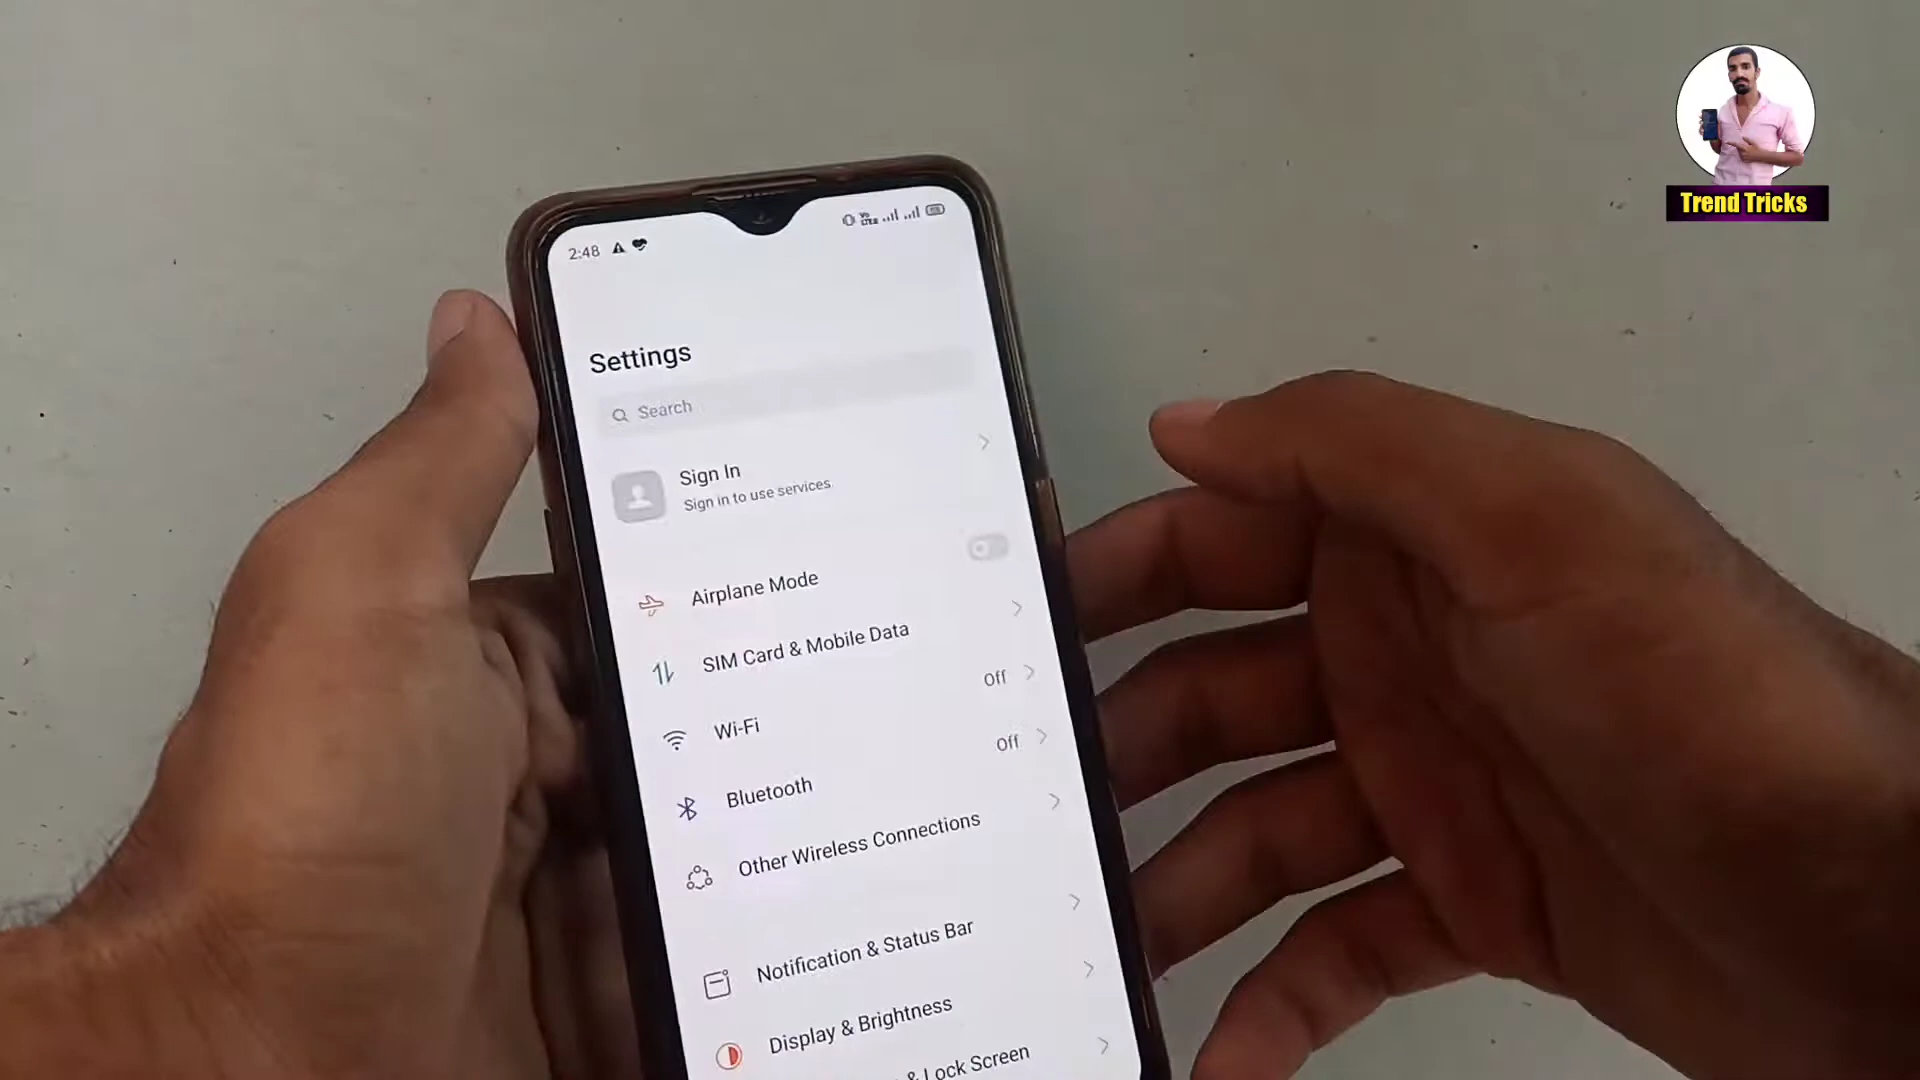 Trend Tricks
2:48
Settings
Search
Sign In
Sign in to use services
Airplane Mode
SIM Card & Mobile Data
Wi-Fi
Off
Bluetooth
Off
Other Wireless Connections
Notification & Status Bar
Display & Brightness
& Lock Screen